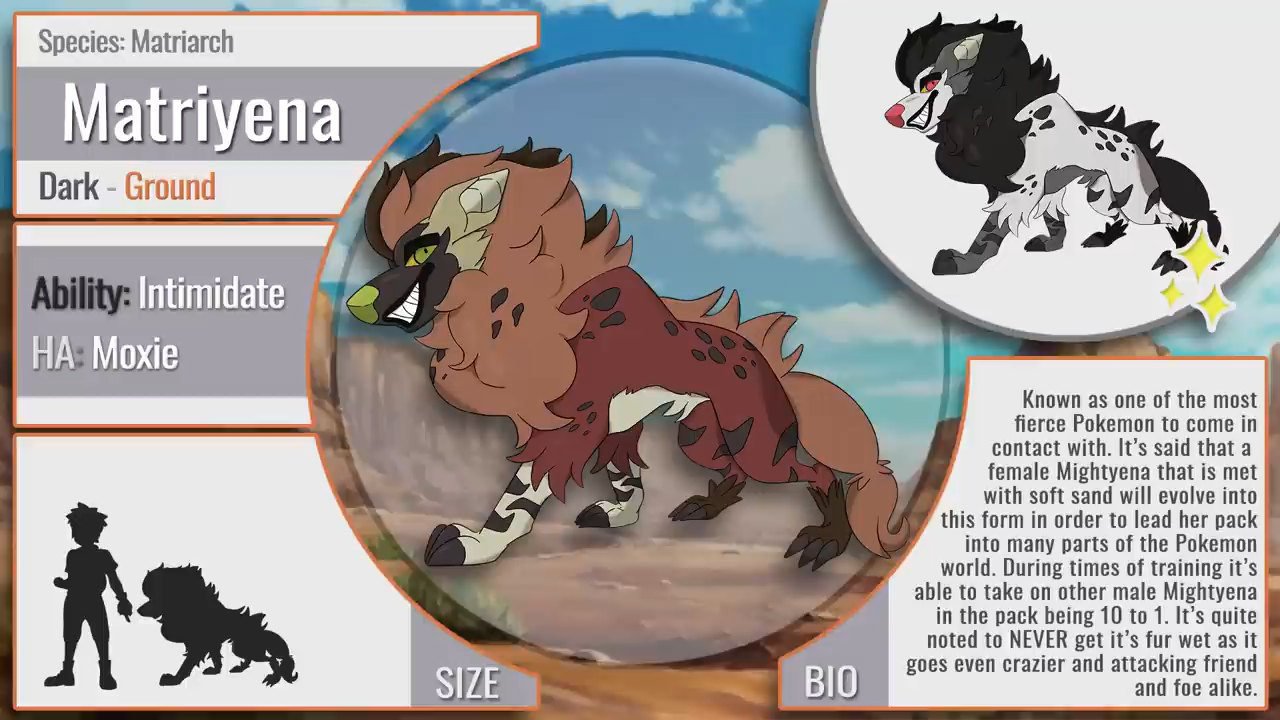 Species: Matriarch
Matriyena
Dark - Ground
Ability: Intimidate
HA: Moxie
SIZE
BIO
Known as one of the most
fierce Pokemon to come in
contact with. It's said that a
female Mightyena that is met
with soft sand will evolve into
this form in order to lead her pack
into many parts of the Pokemon
world. During times of training it's
able to take on other male Mightyena
in the pack being 10 to 1. It's quite
noted to NEVER get it's fur wet as it
goes even crazier and attacking friend
and foe alike.